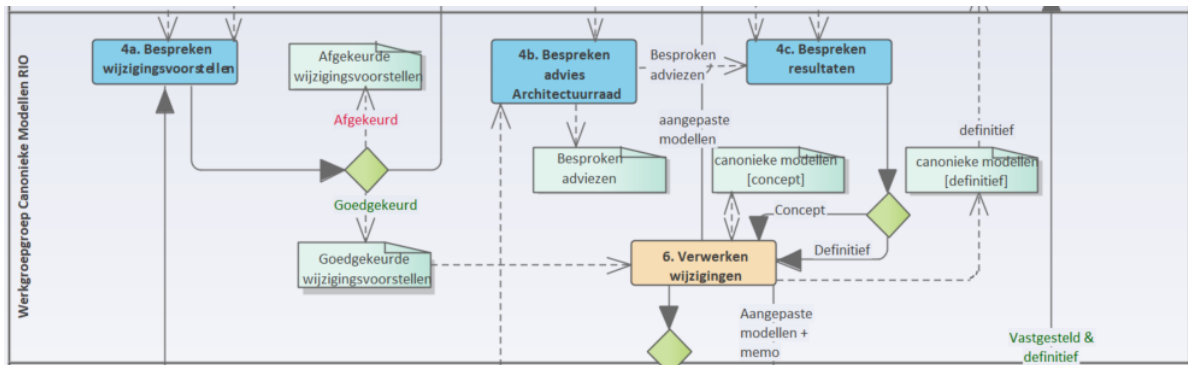 Werkgroepgroep Canonieke Modellen RIO
4a. Bespreken
wijzigingsvoorstellen
Afgekeurde
wijzigingsvoorstellen
Afgekeurd
Goedgekeurd
Goedgekeurde
wijzigingsvoorstellen
4b. Bespreken
advies
Architectuurraad
Besproken
adviezen
Besproken
adviezen
4c. Bespreken
resultaten
aangepaste
modellen
canonieke modellen
[concept]
definitief
canonieke modellen
[definitief]
Concept
Definitief
6. Verwerken
wijzigingen
Aangepaste
modellen +
memo
Vastgesteld &
definitief